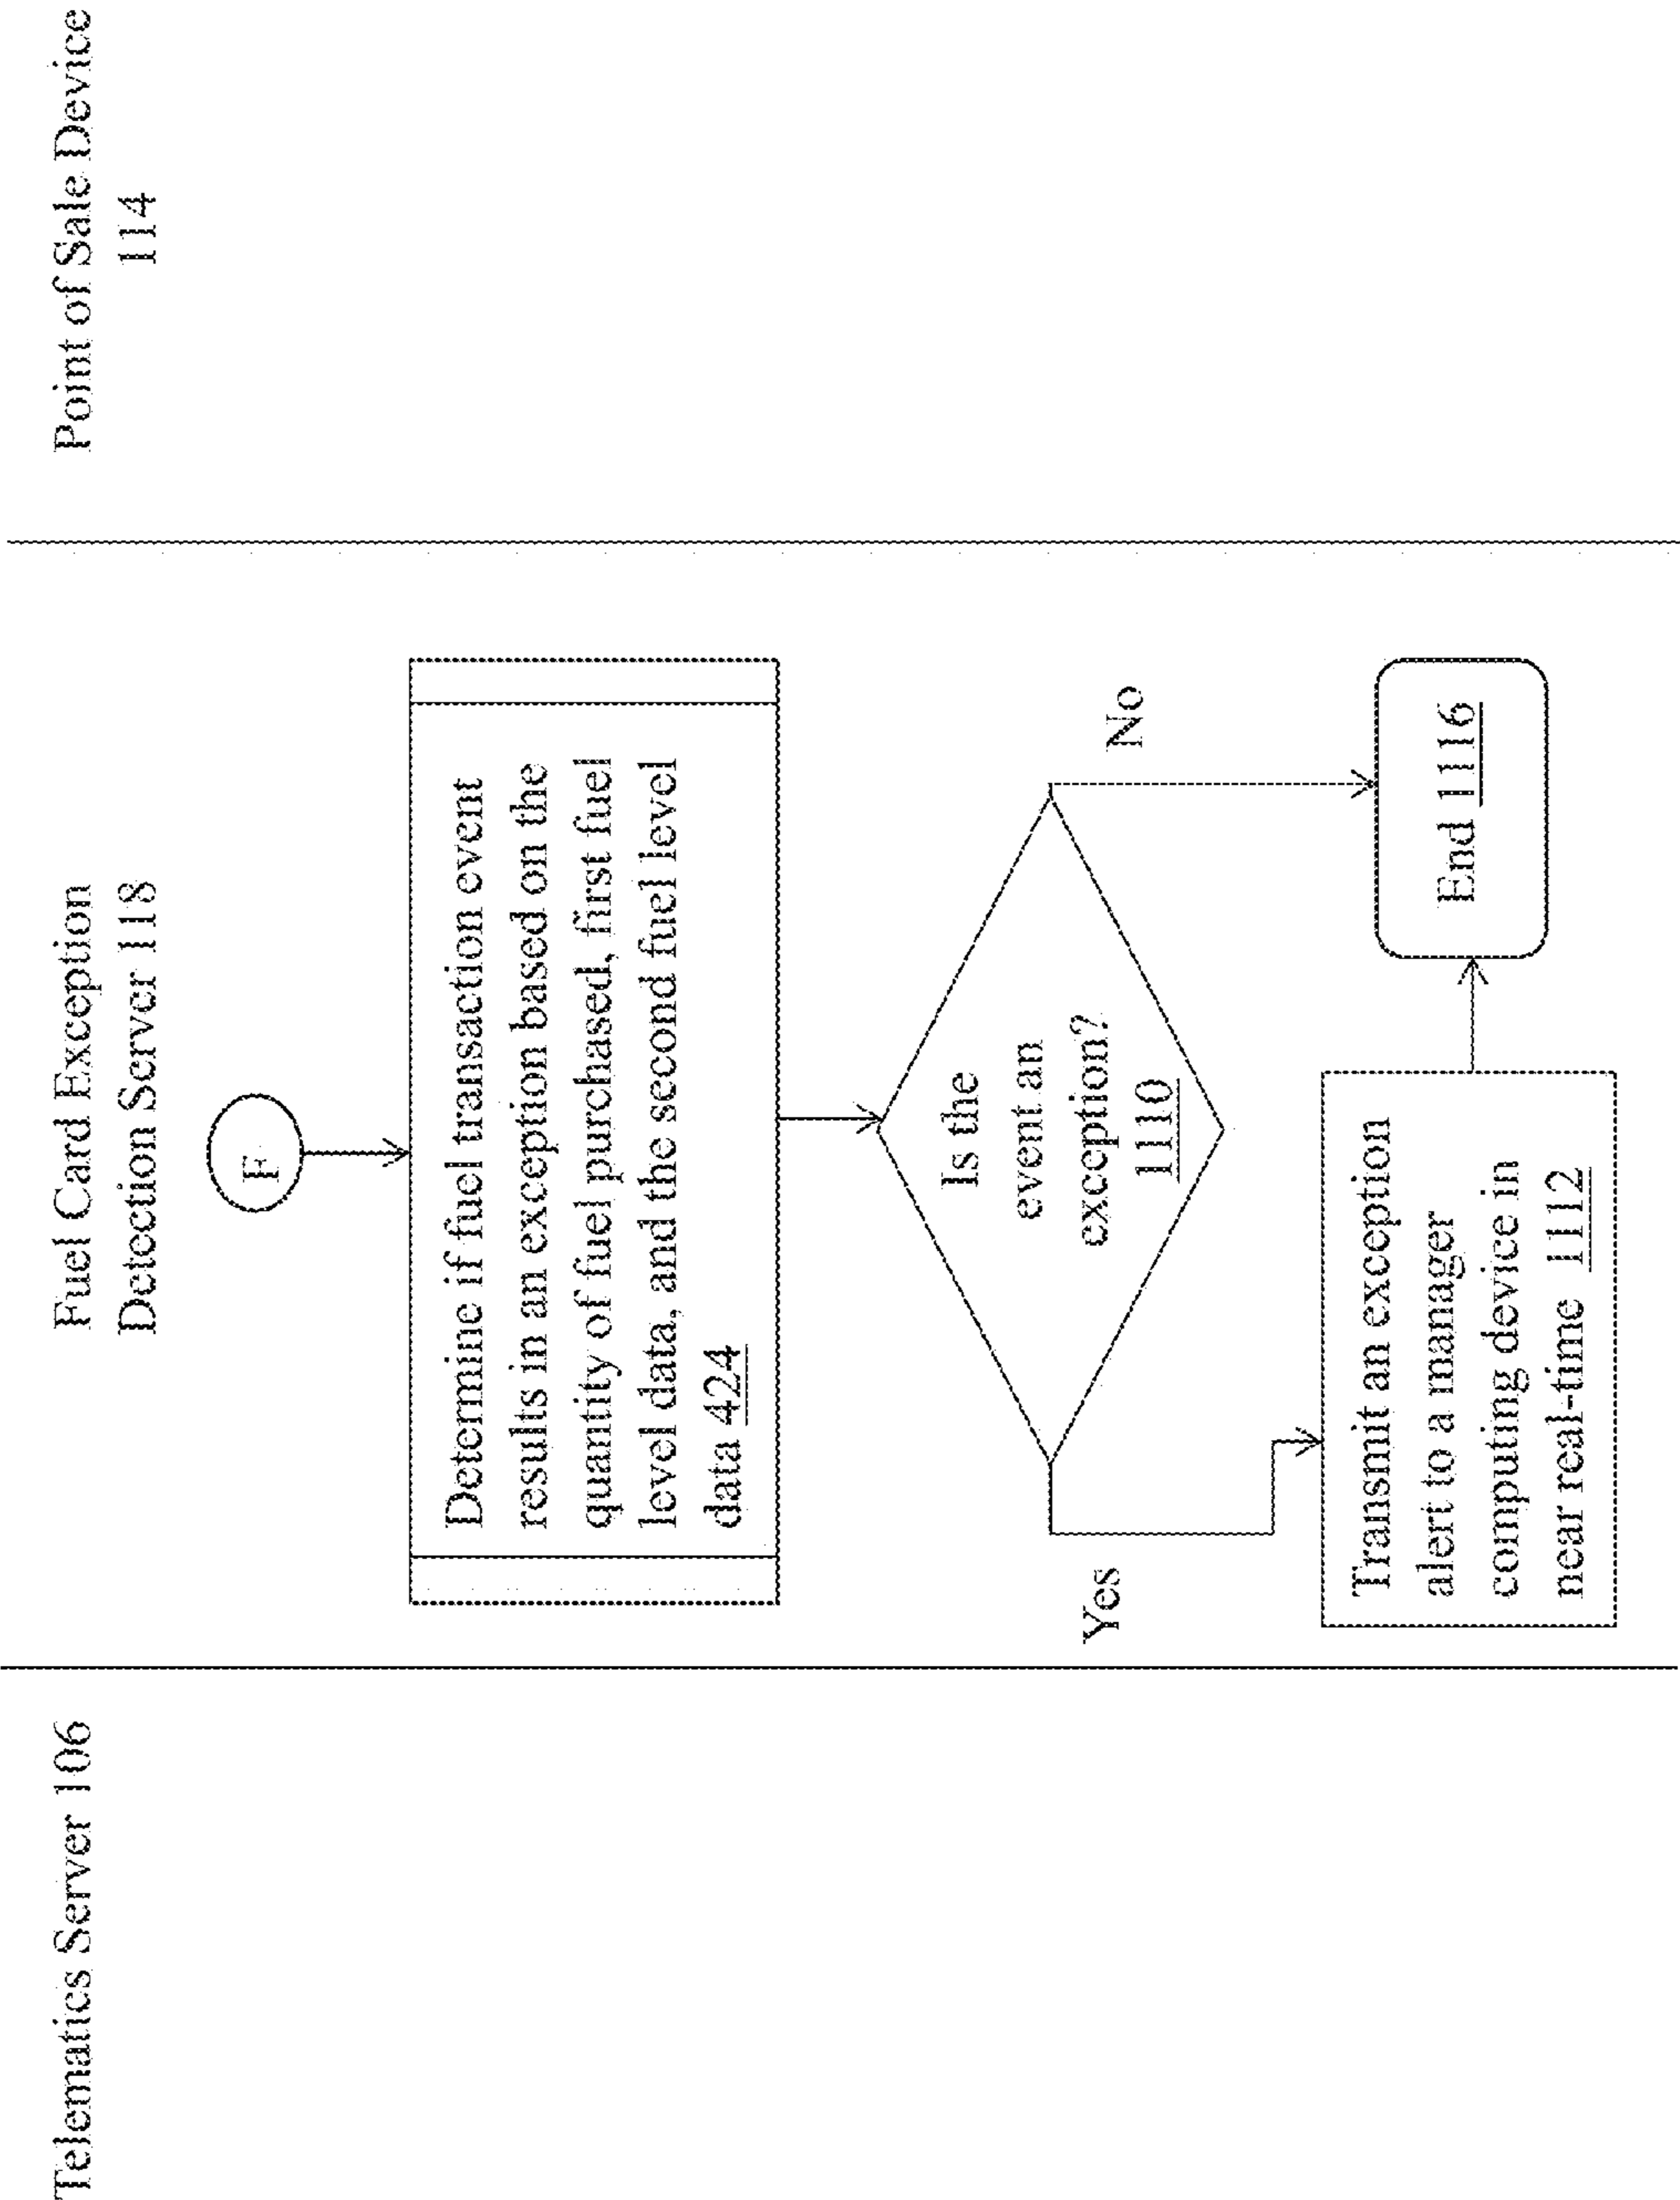 Telematics Server 106
Fuel Card Exception
Detection Server 118
Point of Sale Device
114
F
Determine if fuel transaction event
results in an exception based on the
quantity of fuel purchased, first fuel
level data, and the second fuel level
data 424
Is the
event an
exception?
1110
Yes
No
Transmit an exception
alert to a manager
computing device in
near real-time 1112
End 1116